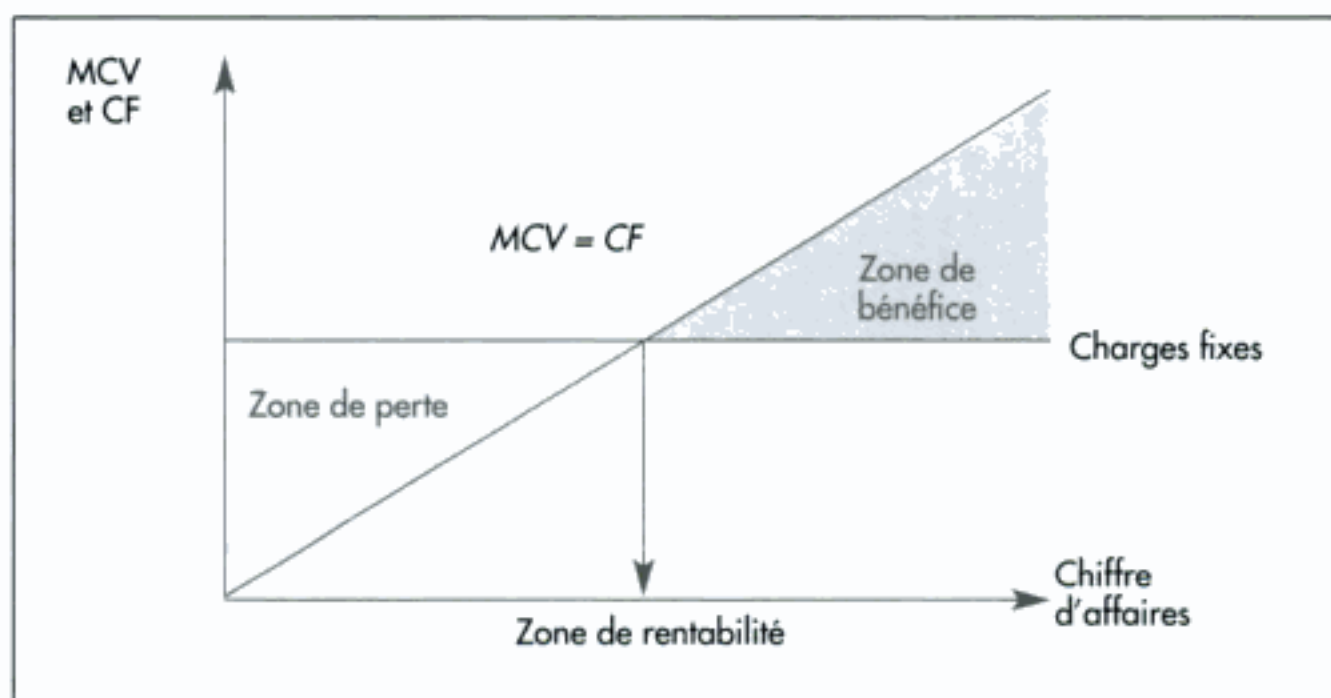 MCV
et CF
MCV = CF
Zone de
bénéfice
Charges fixes
Zone de perte
Chiffre
d'affaires
Zone de rentabilité